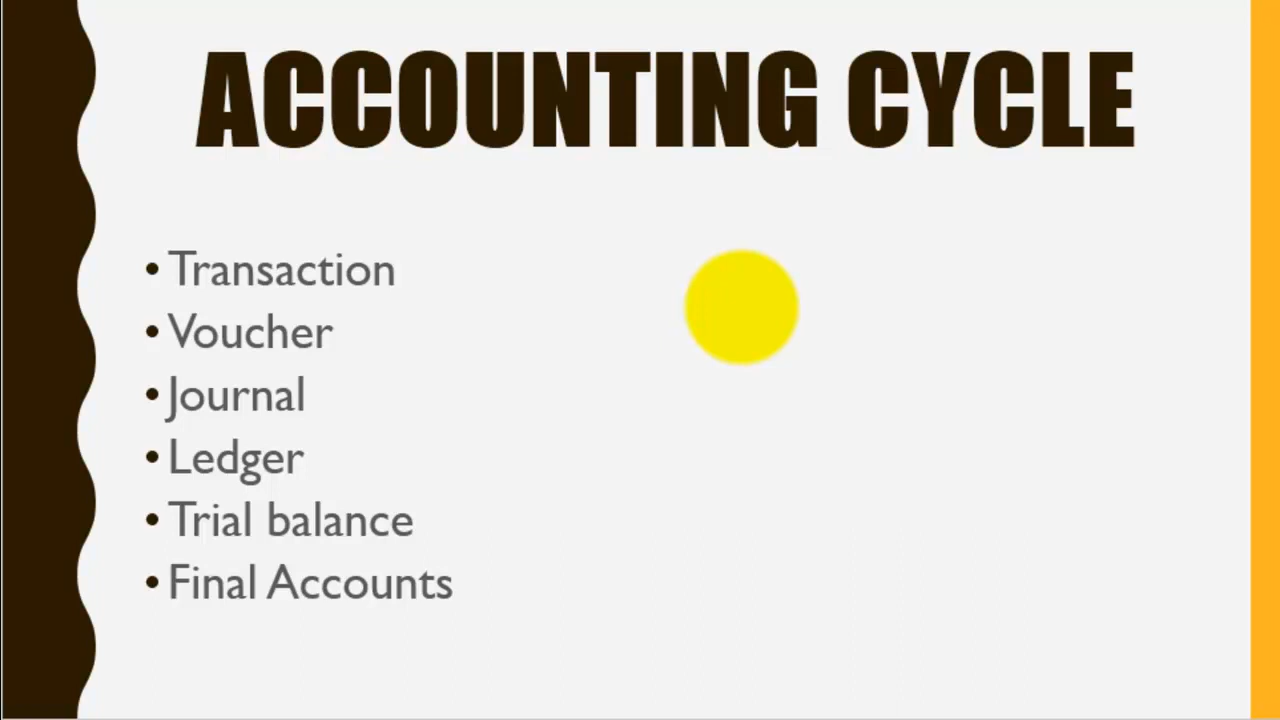 ACCOUNTING CYCLE
• Transaction
• Voucher
• Journal
• Ledger
• Trial balance
• Final Accounts